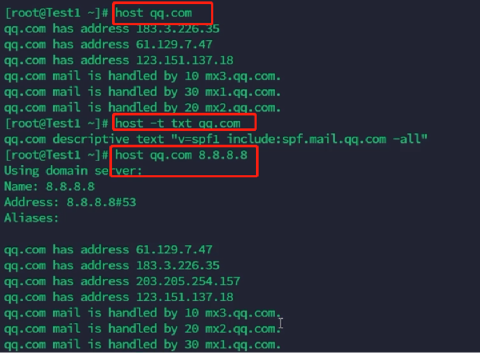 [root@Test1 ~]# host qq.com
qq.com has address 183.3.226.35
qq.com has address 61.129.7.47
qq.com has address 123.151.137.18
qq.com mail is handled by 10 mx3.qq.com.
qq.com mail is handled by 30 mx1.qq.com.
qq.com mail is handled by 20 mx2.qq.com.
[root@Test1 ~]# host -t txt qq.com
qq.com descriptive text "v=spf1 include:spf.mail.qq.com -all"
[root@Test1 ~]# host qq.com 8.8.8.8
Using domain server:
Name: 8.8.8.8
Address: 8.8.8.8#53
Aliases:
qq.com has address 61.129.7.47
qq.com has address 183.3.226.35
qq.com has address 203.205.254.157
qq.com has address 123.151.137.18
qq.com mail is handled by 10 mx3.qq.com.
qq.com mail is handled by 20 mx2.qq.com.
qq.com mail is handled by 30 mx1.qq.com.